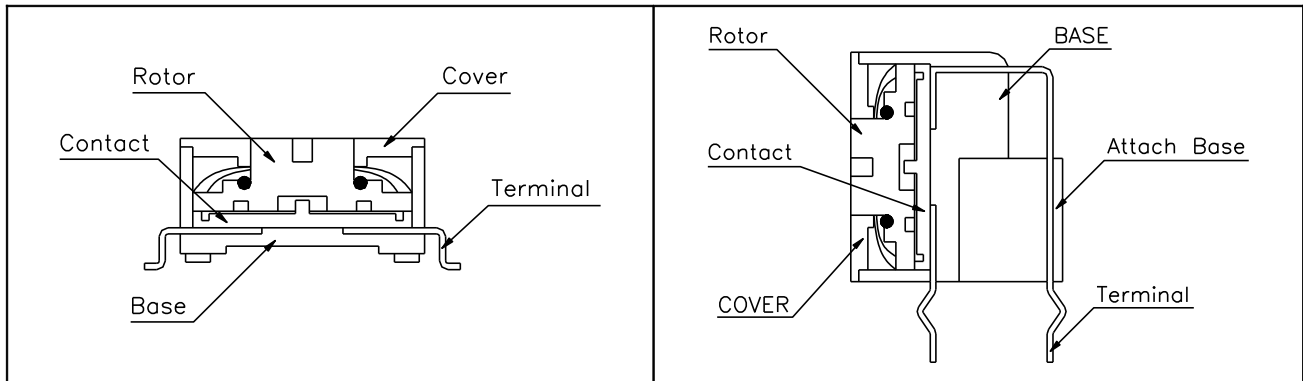 Rotor
Cover
Contact
Terminal
Base
Rotor
BASE
Contact
Attach Base
COVER
Terminal